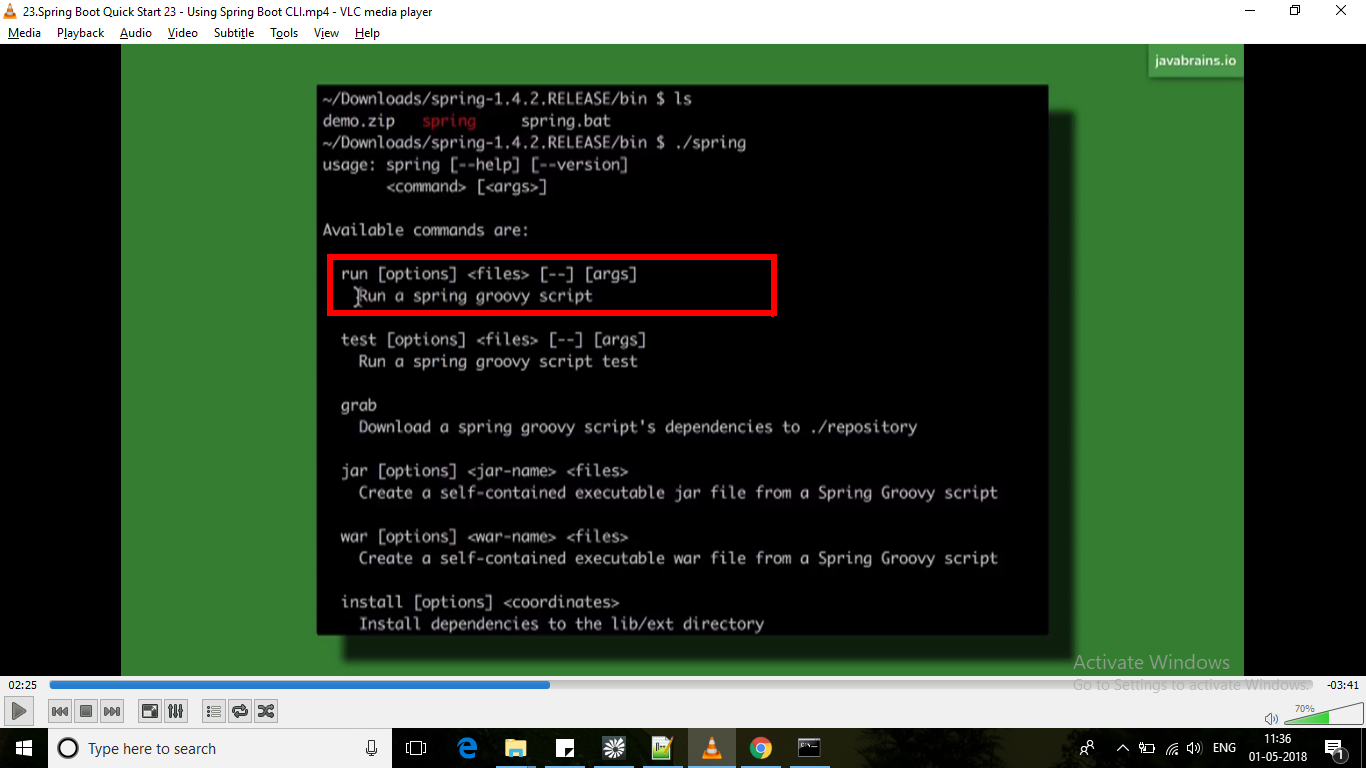 23.Spring Boot Quick Start 23 - Using Spring Boot CLI.mp4 - VLC media player
Media Playback Audio Video Subtitle Tools View Help
javabrains.io
~/Downloads/spring-1.4.2.RELEASE/bin $ ls
demo.zip spring spring.bat
~/Downloads/spring-1.4.2.RELEASE/bin $ ./spring
usage: spring [--help] [--version]
<command> [<args>]
Available commands are:
run [options] <files> [--] [args]
Run a spring groovy script
test [options] <files> [--] [args]
Run a spring groovy script test
grab
Download a spring groovy script's dependencies to ./repository
jar [options] <jar-name> <files>
Create a self-contained executable jar file from a Spring Groovy script
war [options] <war-name> <files>
Create a self-contained executable war file from a Spring Groovy script
install [options] <coordinates>
Install dependencies to the lib/ext directory
Activate Windows
Go to Settings to activate Windows.
02:25 -03:41
70%
Type here to search
ENG
11:36
01-05-2018
1